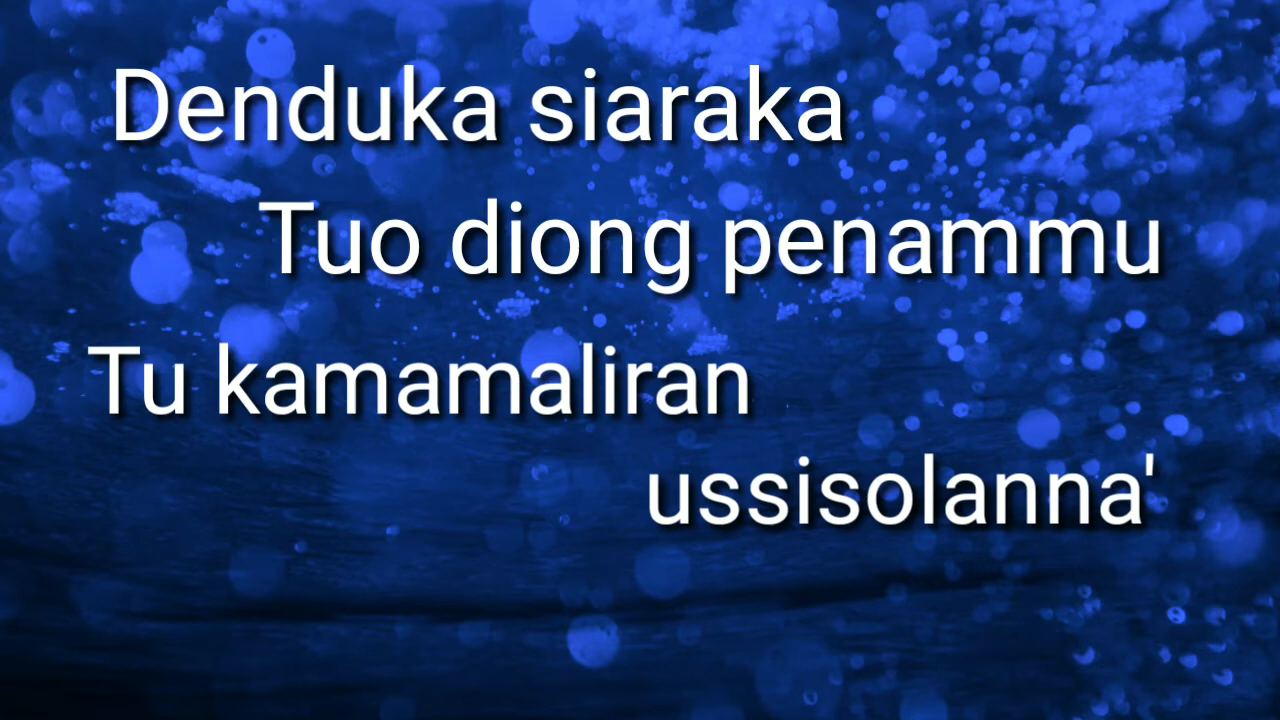 Denduka siaraka
Tuo diong penammu
Tu kamamaliran
ussisolanna'